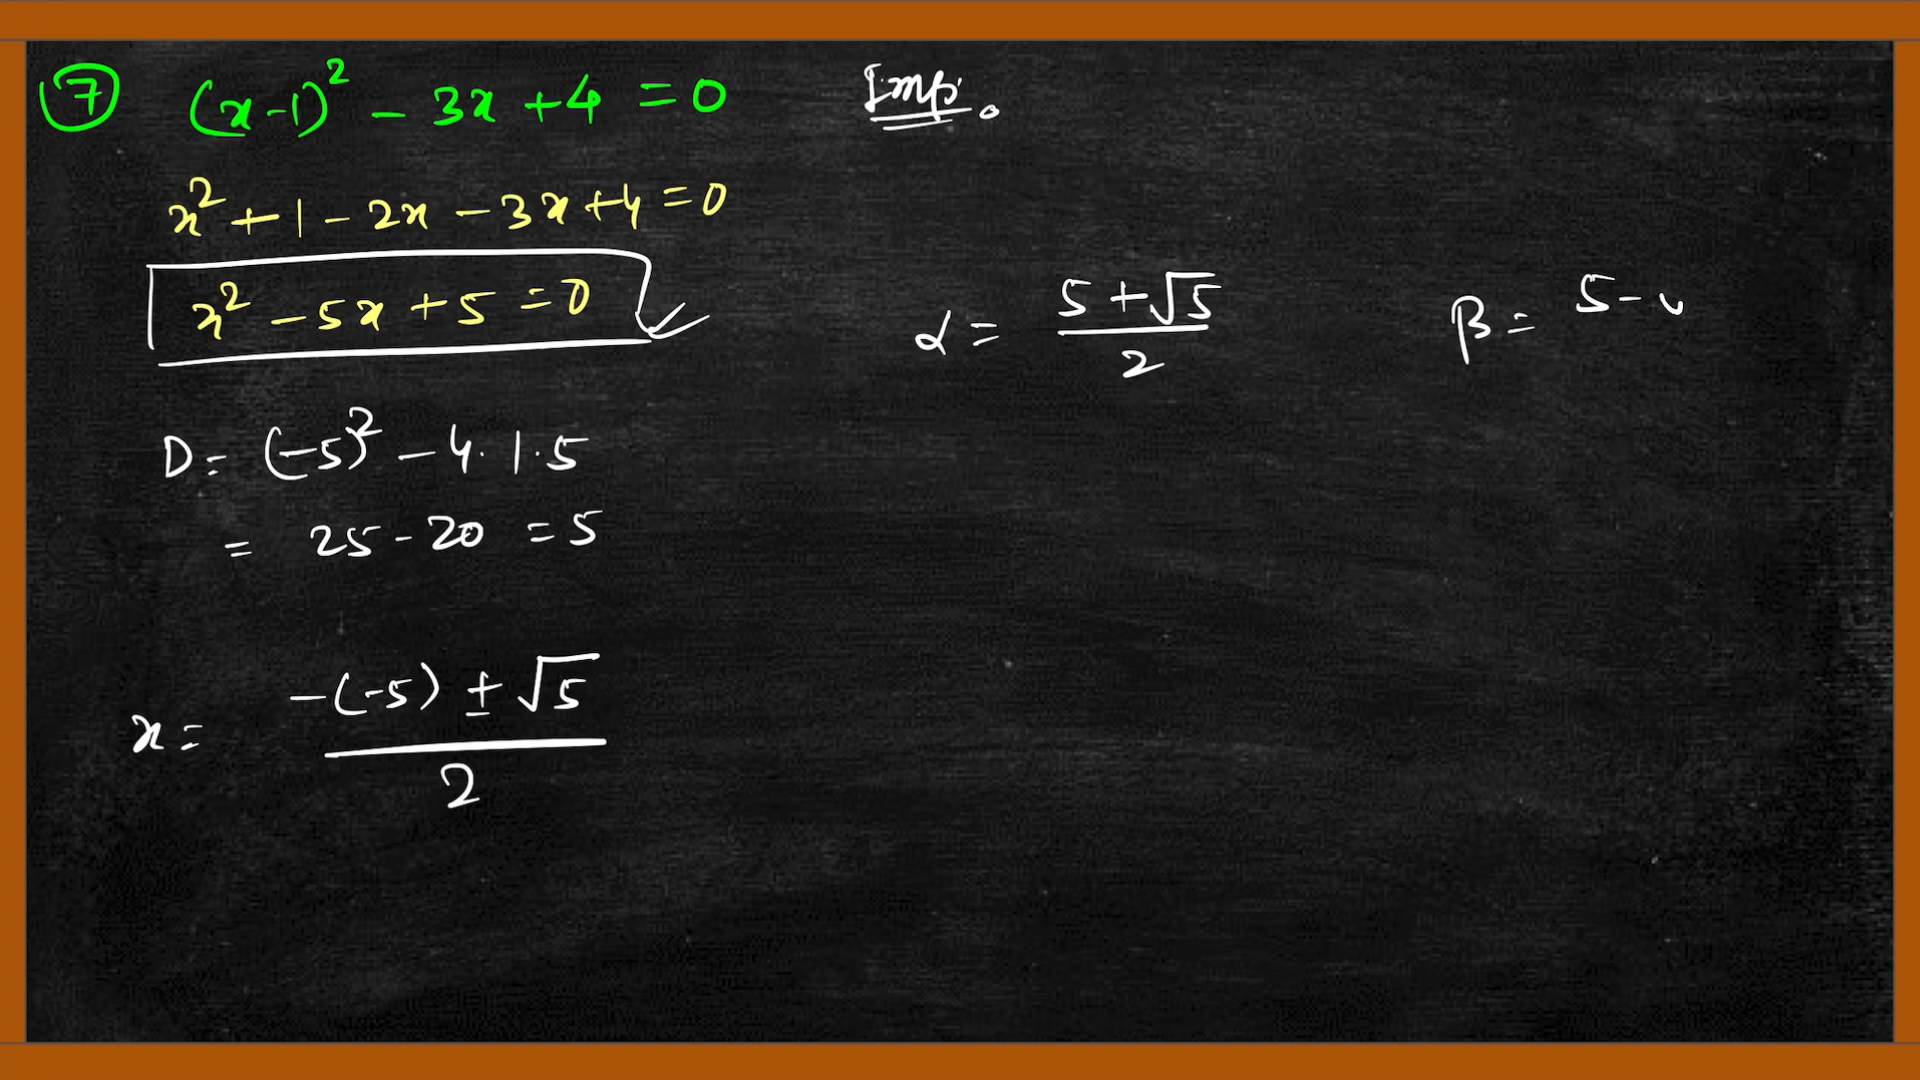 ⑦ (x-1)² - 3x + 4 = 0 Imp.
x² + 1 - 2x - 3x + 4 = 0
x² - 5x + 5 = 0
D = (-5)² - 4·1·5
= 25 - 20 = 5
x = (-(-5) ± √5)/2
α = (5 + √5)/2
β = 5 -